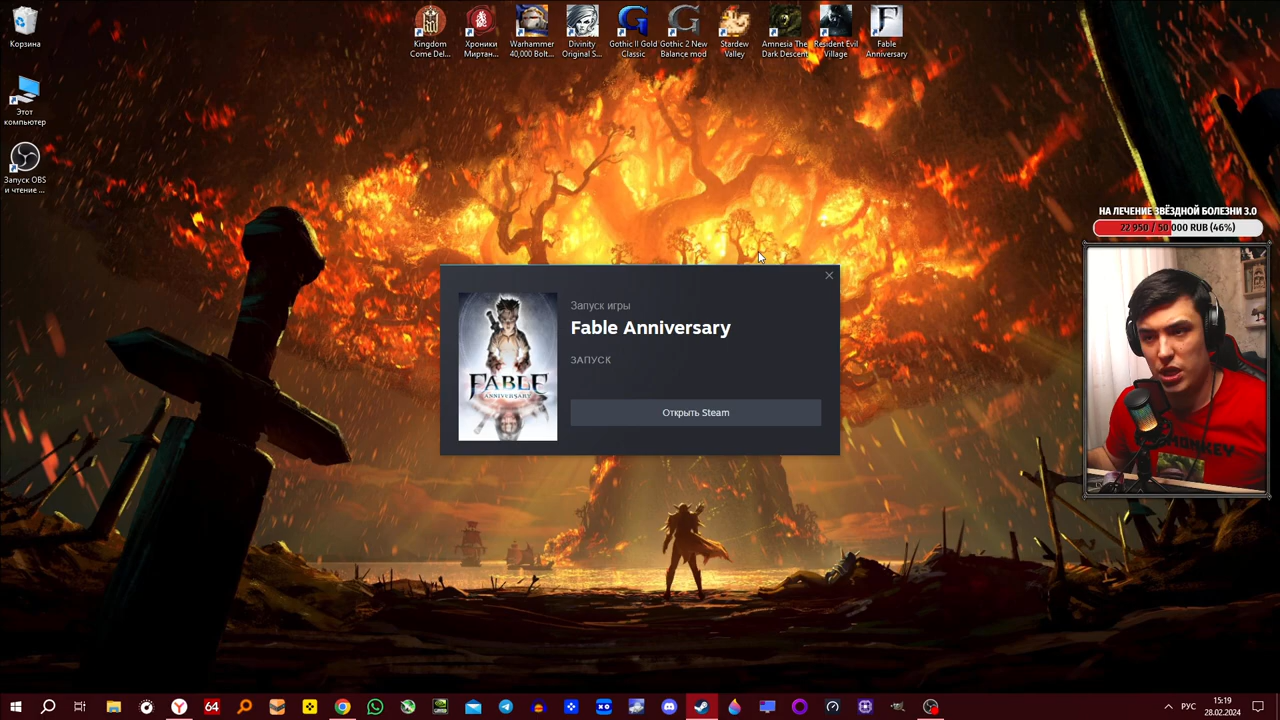 Корзина
Этот
компьютер
Запуск OBS
и чтение ...
Kingdom
Come Del...
Хроники
Миртан...
Warhammer
40,000 Bolt...
Divinity
Original S...
Gothic II Gold
Classic
Gothic 2 New
Balance mod
Stardew
Valley
Amnesia The
Dark Descent
Resident Evil
Village
Fable
Anniversary
НА ЛЕЧЕНИЕ ЗВЁЗДНОЙ БОЛЕЗНИ 3.0
22 950 / 50 000 RUB (46%)
Запуск игры
Fable Anniversary
ЗАПУСК
Открыть Steam
FABLE
ANNIVERSARY
MONKEY
64
XO
РУС
15:19
28.02.2024